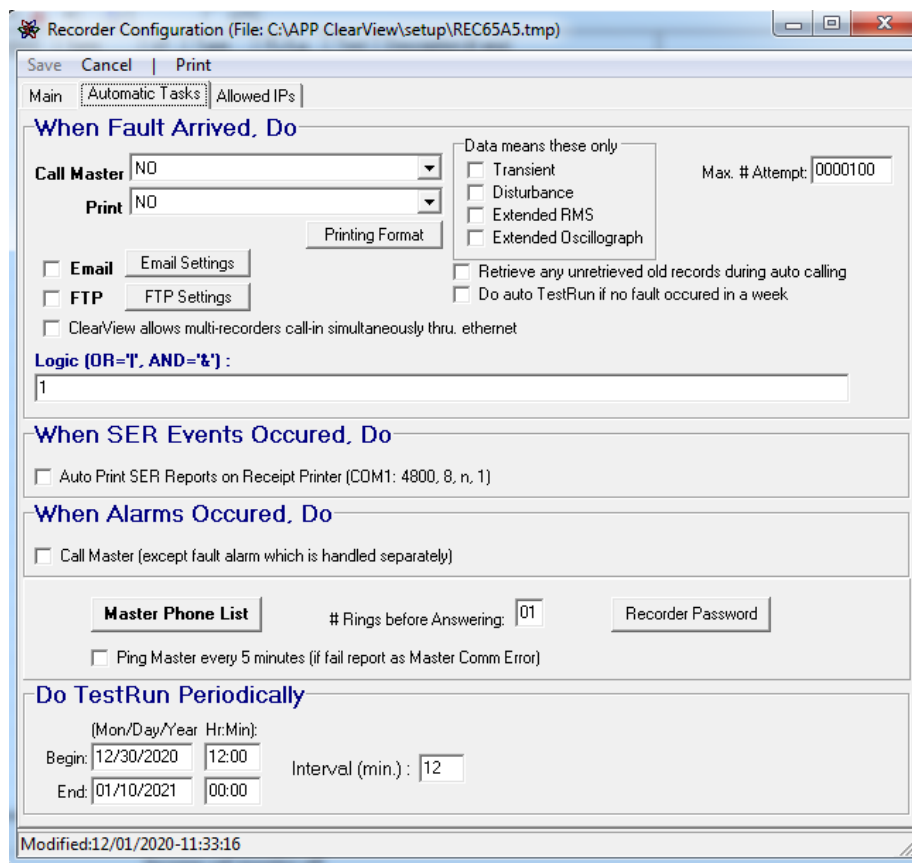 Recorder Configuration (File: C:\APP ClearView\setup\REC65A5.tmp)
Save Cancel | Print
Main Automatic Tasks Allowed IPs
When Fault Arrived, Do
Call Master NO
Print NO
Printing Format
Data means these only
Transient
Disturbance
Extended RMS
Extended Oscillograph
Max. # Attempt: 0000100
Email Email Settings
FTP FTP Settings
Retrieve any unretrieved old records during auto calling
Do auto TestRun if no fault occured in a week
ClearView allows multi-recorders call-in simultaneously thru. ethernet
Logic (OR='|', AND='&') :
1
When SER Events Occured, Do
Auto Print SER Reports on Receipt Printer (COM1: 4800, 8, n, 1)
When Alarms Occured, Do
Call Master (except fault alarm which is handled separately)
Master Phone List # Rings before Answering: 01 Recorder Password
Ping Master every 5 minutes (if fail report as Master Comm Error)
Do TestRun Periodically
(Mon/Day/Year Hr:Min):
Begin: 12/30/2020 12:00
Interval (min.) : 12
End: 01/10/2021 00:00
Modified:12/01/2020-11:33:16